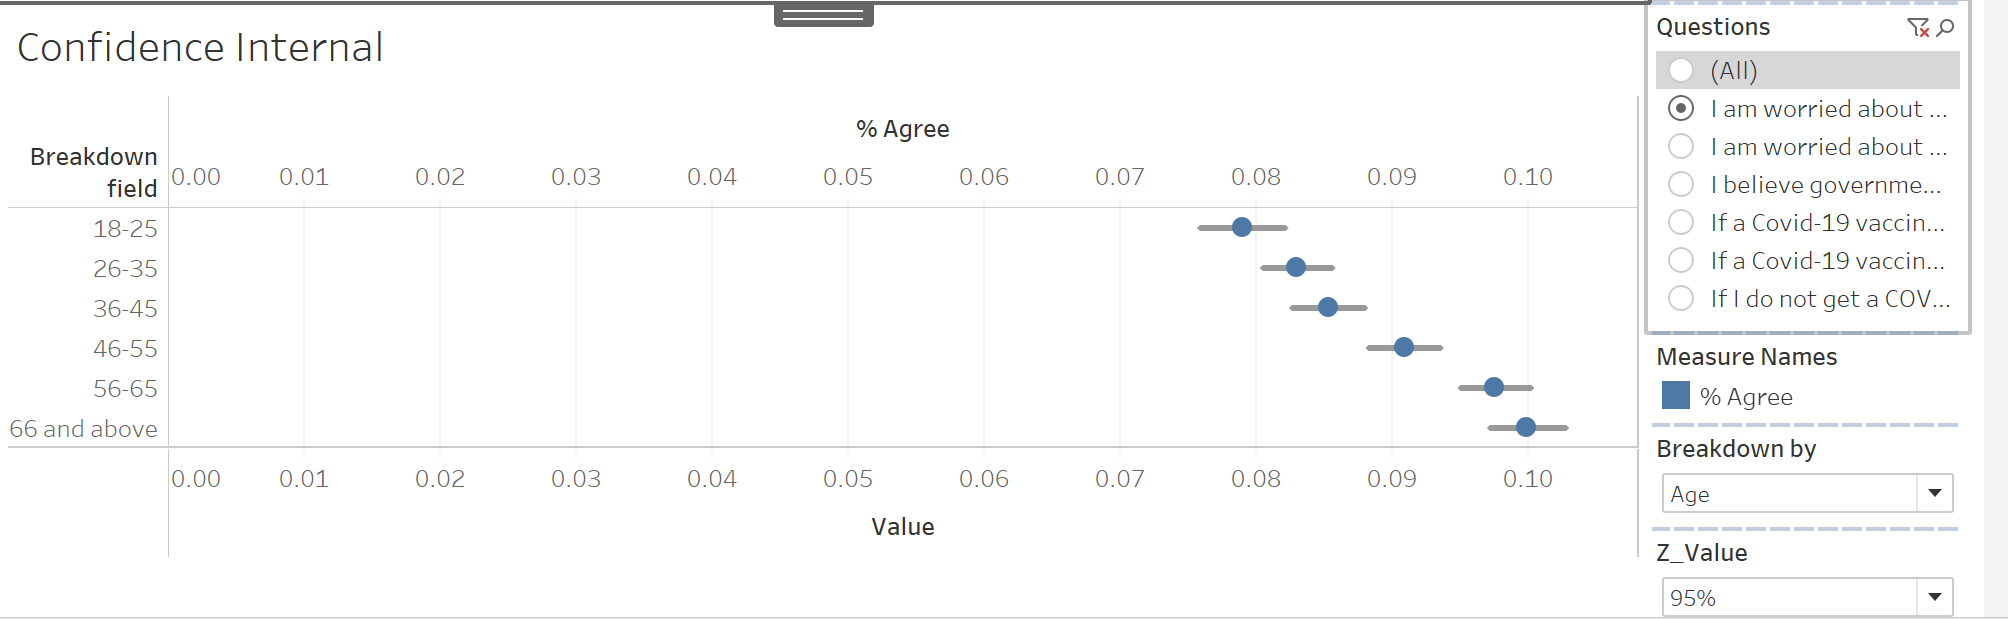 Confidence Internal
% Agree
Breakdown
field
0.00 0.01 0.02 0.03 0.04 0.05 0.06 0.07 0.08 0.09 0.10
18-25
26-35
36-45
46-55
56-65
66 and above
0.00 0.01 0.02 0.03 0.04 0.05 0.06 0.07 0.08 0.09 0.10
Value
Questions
(All)
I am worried about ...
I am worried about ...
I believe governme...
If a Covid-19 vaccin...
If a Covid-19 vaccin...
If I do not get a COV...
Measure Names
% Agree
Breakdown by
Age
Z_Value
95%